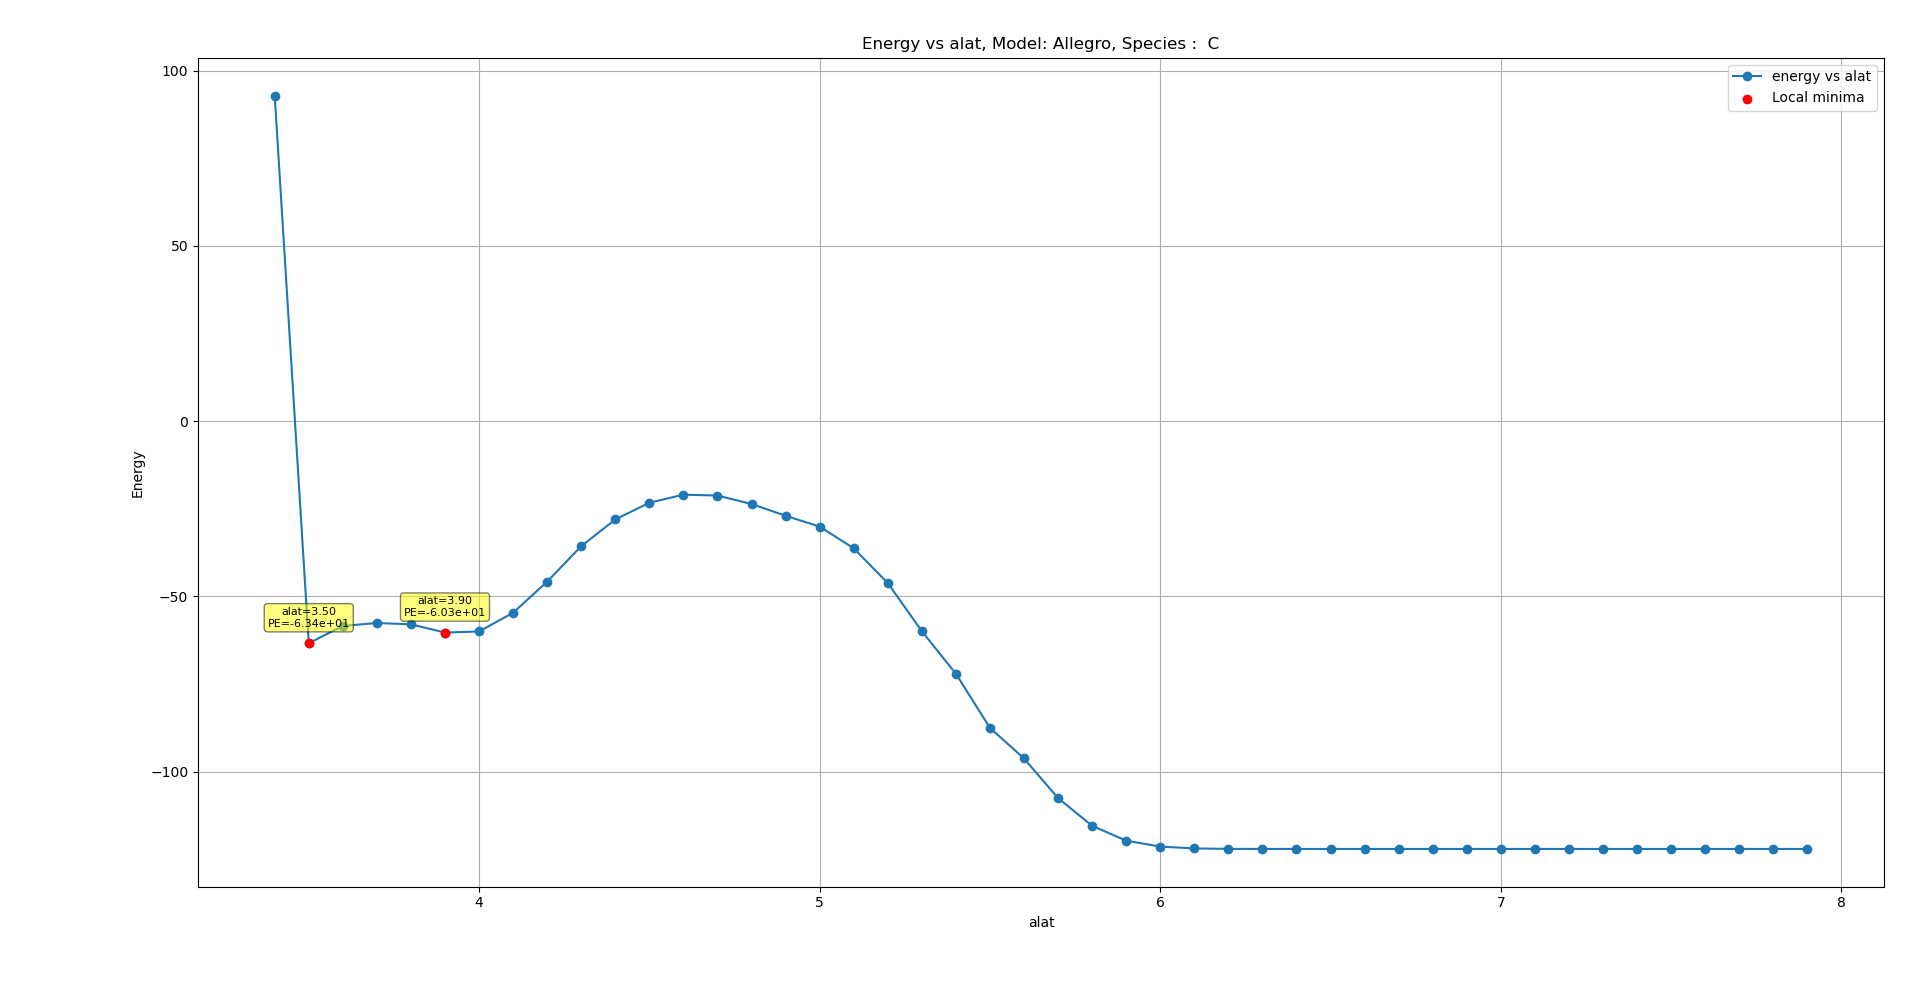 Energy vs alat, Model: Allegro, Species :  C
energy vs alat
Local minima
100
50
0
−50
−100
Energy
alat=3.50
PE=-6.34e+01
alat=3.90
PE=-6.03e+01
4
5
6
7
8
alat